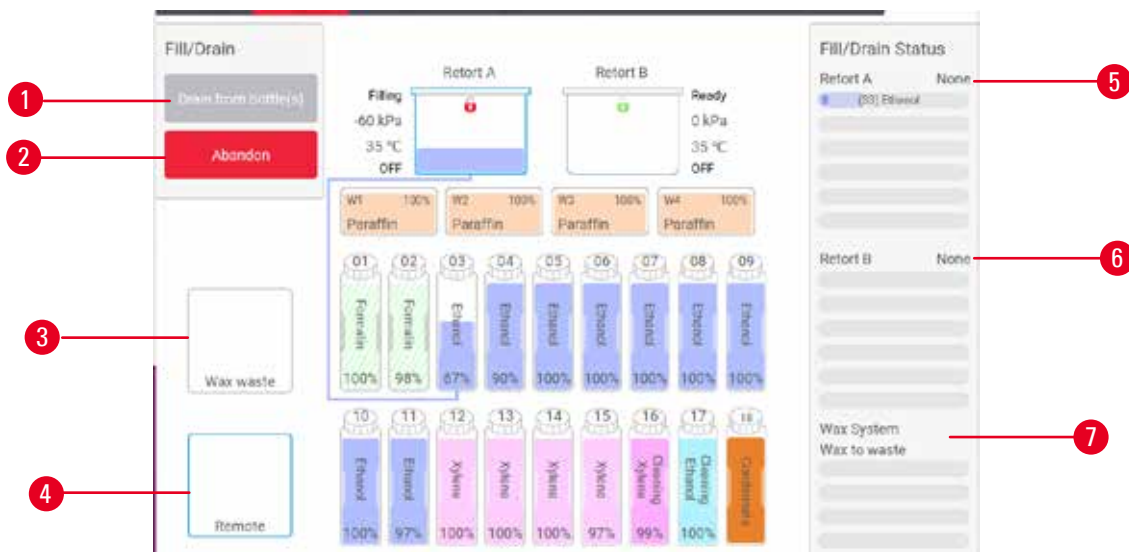 Fill/Drain
Drain from bottle(s)
Abandon
1
2
3
4
5
6
7
Wax waste
Remote
Retort A
Filling
-60 kPa
35 °C
OFF
Retort B
Ready
0 kPa
35 °C
OFF
W1 100%
Paraffin
W2 100%
Paraffin
W3 100%
Paraffin
W4 100%
Paraffin
01 02 03 04 05 06 07 08 09
Formalin Formalin Ethanol Ethanol Ethanol Ethanol Ethanol Ethanol Ethanol
100% 98% 67% 90% 100% 100% 100% 100% 100%
10 11 12 13 14 15 16 17 18
Ethanol Ethanol Xylene Xylene Xylene Xylene Cleaning Xylene Cleaning Ethanol Condensate
100% 97% 100% 100% 100% 97% 99% 100%
Fill/Drain Status
Retort A None
(S3) Ethanol
Retort B None
Wax System
Wax to waste